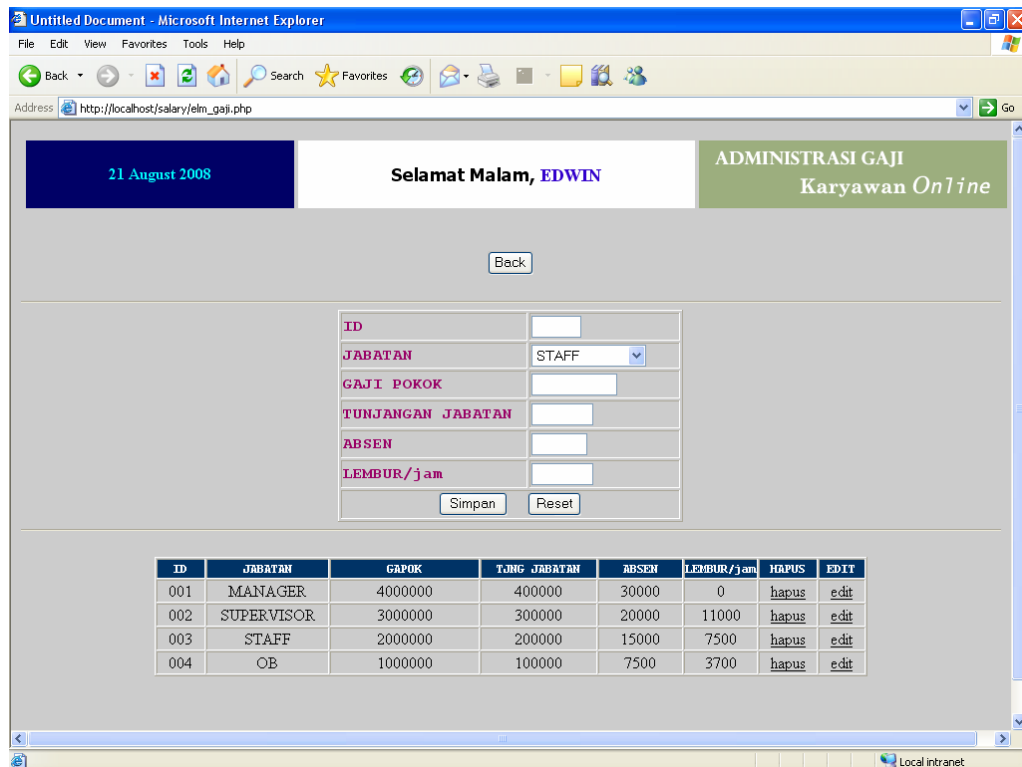 Untitled Document - Microsoft Internet Explorer
File Edit View Favorites Tools Help
Back Search Favorites
Address http://localhost/salary/elm_gaji.php Go
21 August 2008
Selamat Malam, EDWIN
ADMINISTRASI GAJI
Karyawan Online
Back
ID
JABATAN STAFF
GAJI POKOK
TUNJANGAN JABATAN
ABSEN
LEMBUR/jam
Simpan Reset
ID JABATAN GAPOK TJNG JABATAN ABSEN LEMBUR/jam HAPUS EDIT
001 MANAGER 4000000 400000 30000 0 hapus edit
002 SUPERVISOR 3000000 300000 20000 11000 hapus edit
003 STAFF 2000000 200000 15000 7500 hapus edit
004 OB 1000000 100000 7500 3700 hapus edit
Local intranet